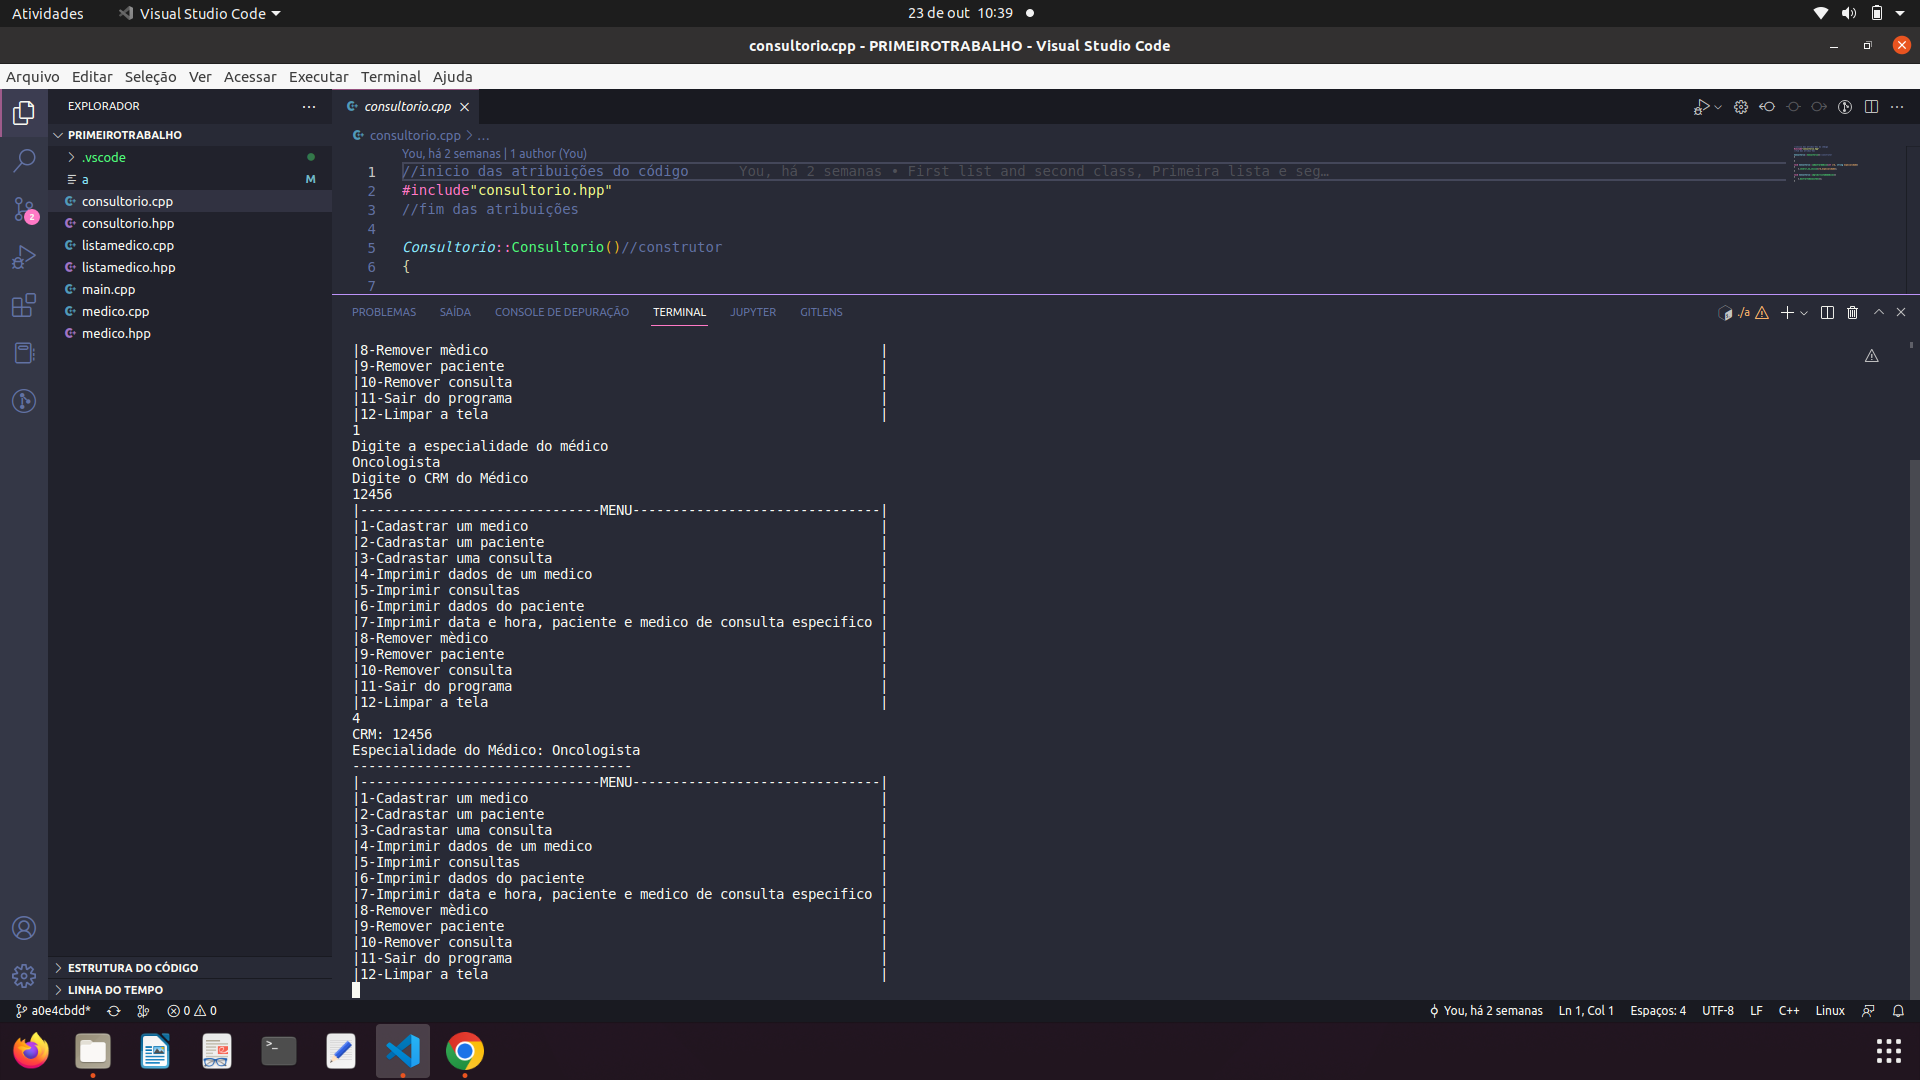 Atividades
Visual Studio Code
23 de out 10:39
consultorio.cpp - PRIMEIROTRABALHO - Visual Studio Code
Arquivo Editar Seleção Ver Acessar Executar Terminal Ajuda
EXPLORADOR
PRIMEIROTRABALHO
.vscode
a M
consultorio.cpp
consultorio.hpp
listamedico.cpp
listamedico.hpp
main.cpp
medico.cpp
medico.hpp
2
ESTRUTURA DO CÓDIGO
LINHA DO TEMPO
consultorio.cpp
consultorio.cpp > ...
You, há 2 semanas | 1 author (You)
1 //inicio das atribuições do código You, há 2 semanas • First list and second class, Primeira lista e seg…
2 #include"consultorio.hpp"
3 //fim das atribuições
4
5 Consultorio::Consultorio()//construtor
6 {
7
PROBLEMAS SAÍDA CONSOLE DE DEPURAÇÃO TERMINAL JUPYTER GITLENS
./a
|8-Remover mèdico |
|9-Remover paciente |
|10-Remover consulta |
|11-Sair do programa |
|12-Limpar a tela |
1
Digite a especialidade do médico
Oncologista
Digite o CRM do Médico
12456
|------------------------------MENU-------------------------------|
|1-Cadastrar um medico |
|2-Cadrastar um paciente |
|3-Cadrastar uma consulta |
|4-Imprimir dados de um medico |
|5-Imprimir consultas |
|6-Imprimir dados do paciente |
|7-Imprimir data e hora, paciente e medico de consulta especifico |
|8-Remover mèdico |
|9-Remover paciente |
|10-Remover consulta |
|11-Sair do programa |
|12-Limpar a tela |
4
CRM: 12456
Especialidade do Médico: Oncologista
-----------------------------------
|------------------------------MENU-------------------------------|
|1-Cadastrar um medico |
|2-Cadrastar um paciente |
|3-Cadrastar uma consulta |
|4-Imprimir dados de um medico |
|5-Imprimir consultas |
|6-Imprimir dados do paciente |
|7-Imprimir data e hora, paciente e medico de consulta especifico |
|8-Remover mèdico |
|9-Remover paciente |
|10-Remover consulta |
|11-Sair do programa |
|12-Limpar a tela |
a0e4cbdd* 0 0 You, há 2 semanas Ln 1, Col 1 Espaços: 4 UTF-8 LF C++ Linux